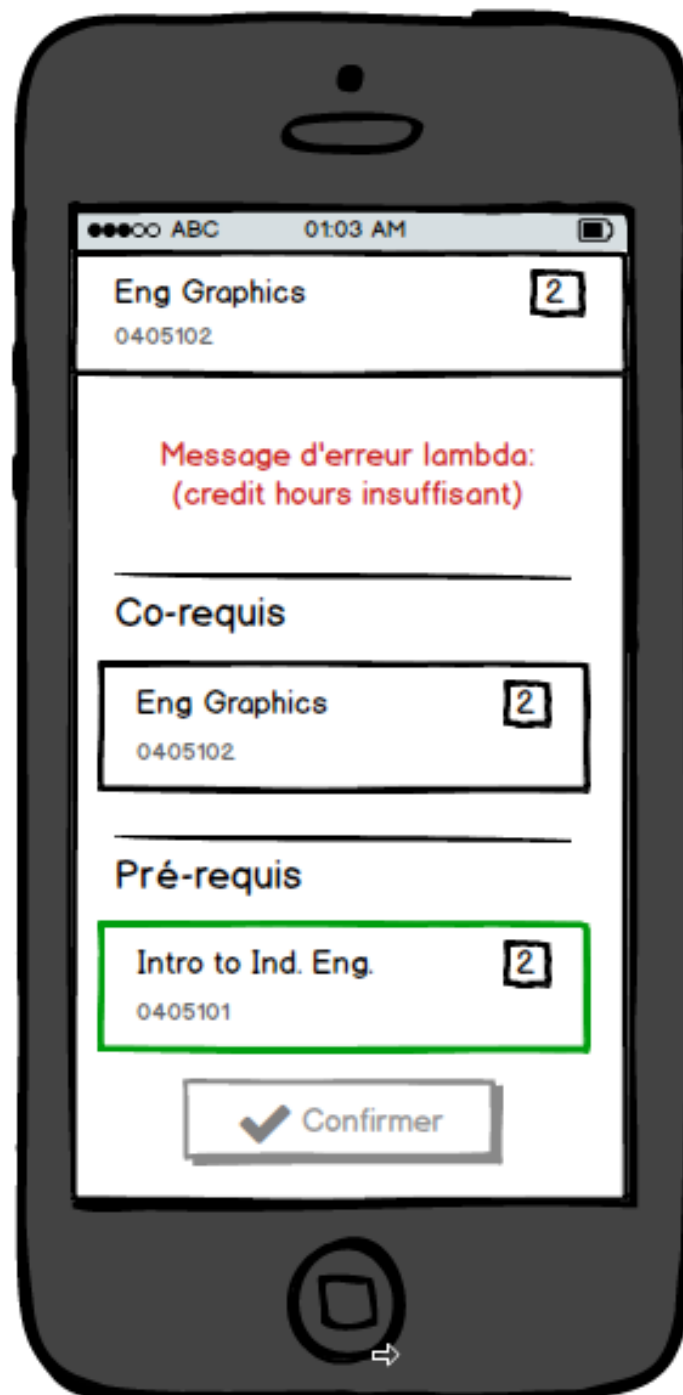 ABC 01:03 AM
Eng Graphics 2
0405102
Message d'erreur lambda:
(credit hours insuffisant)
Co-requis
Eng Graphics 2
0405102
Pré-requis
Intro to Ind. Eng. 2
0405101
Confirmer